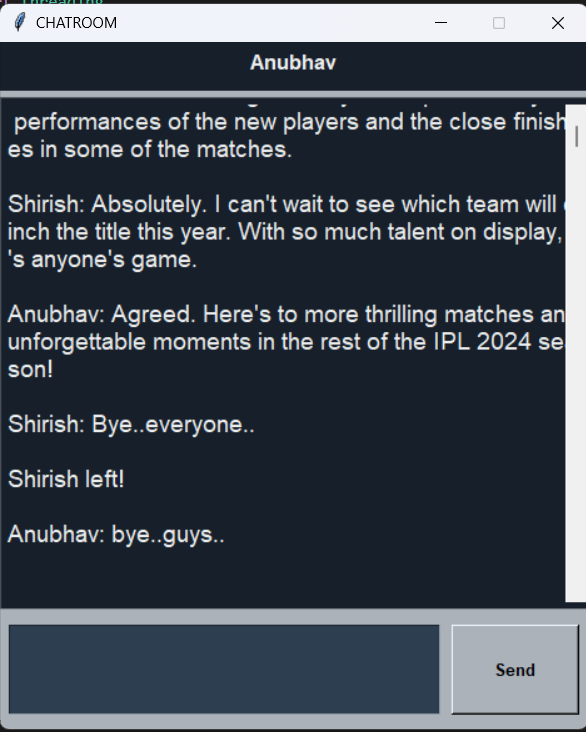 CHATROOM
Anubhav
performances of the new players and the close finish
es in some of the matches.
Shirish: Absolutely. I can't wait to see which team will
inch the title this year. With so much talent on display,
's anyone's game.
Anubhav: Agreed. Here's to more thrilling matches an
unforgettable moments in the rest of the IPL 2024 se
son!
Shirish: Bye..everyone..
Shirish left!
Anubhav: bye..guys..
Send